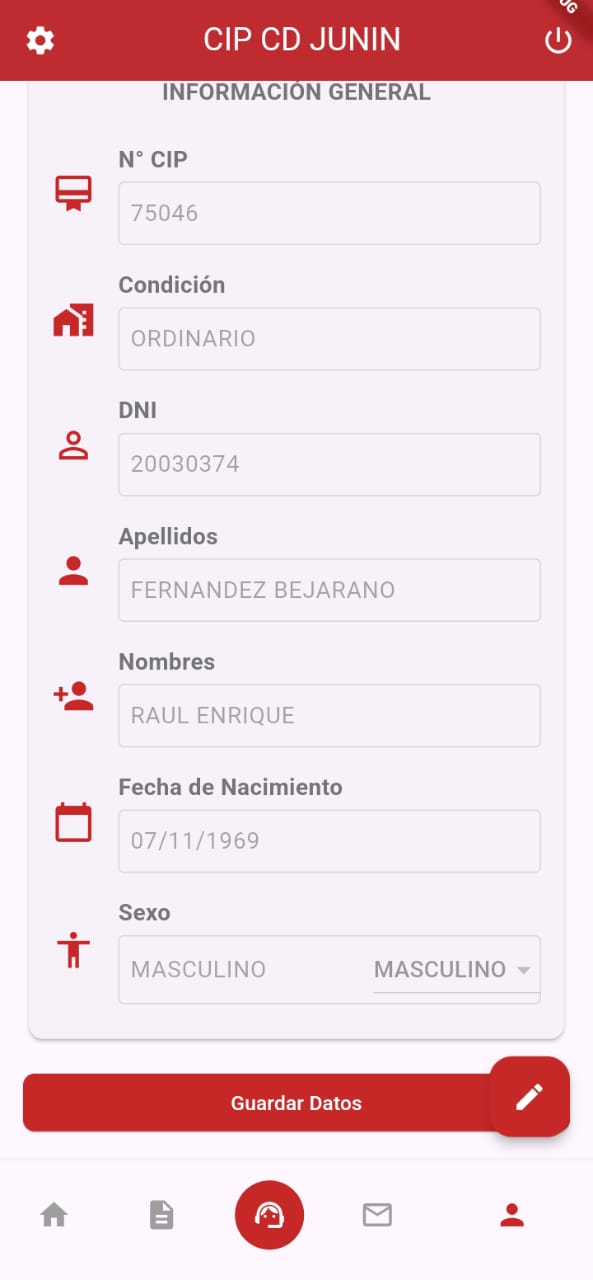 CIP CD JUNIN
INFORMACIÓN GENERAL
N° CIP
75046
Condición
ORDINARIO
DNI
20030374
Apellidos
FERNANDEZ BEJARANO
Nombres
RAUL ENRIQUE
Fecha de Nacimiento
07/11/1969
Sexo
MASCULINO MASCULINO
Guardar Datos